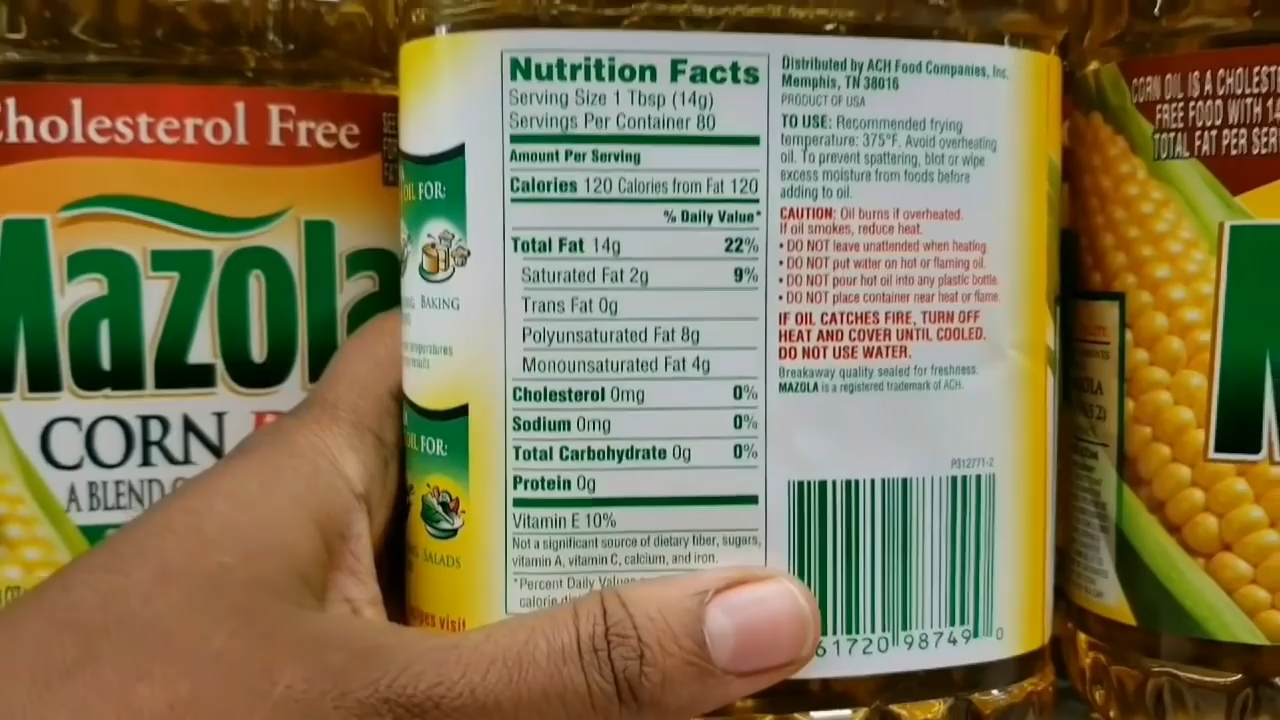 Cholesterol Free
Mazola
CORN
A BLEND
OIL FOR:
BAKING
OIL FOR:
SALADS
visit
Nutrition Facts
Serving Size 1 Tbsp (14g)
Servings Per Container 80
Amount Per Serving
Calories 120 Calories from Fat 120
% Daily Value*
Total Fat 14g 22%
Saturated Fat 2g 9%
Trans Fat 0g
Polyunsaturated Fat 8g
Monounsaturated Fat 4g
Cholesterol 0mg 0%
Sodium 0mg 0%
Total Carbohydrate 0g 0%
Protein 0g
Vitamin E 10%
Not a significant source of dietary fiber, sugars,
vitamin A, vitamin C, calcium, and iron.
*Percent Daily Values
calorie
Distributed by ACH Food Companies, Inc.
Memphis, TN 38016
PRODUCT OF USA
TO USE: Recommended frying
temperature: 375°F. Avoid overheating
oil. To prevent spattering, blot or wipe
excess moisture from foods before
adding to oil.
CAUTION: Oil burns if overheated.
If oil smokes, reduce heat.
• DO NOT leave unattended when heating.
• DO NOT put water on hot or flaming oil.
• DO NOT pour hot oil into any plastic bottle.
• DO NOT place container near heat or flame.
IF OIL CATCHES FIRE, TURN OFF
HEAT AND COVER UNTIL COOLED.
DO NOT USE WATER.
Breakaway quality sealed for freshness.
MAZOLA is a registered trademark of ACH.
P312771-2
61720 98749 0
CORN OIL IS A CHOLEST
FREE FOOD WITH 14
TOTAL FAT PER SER